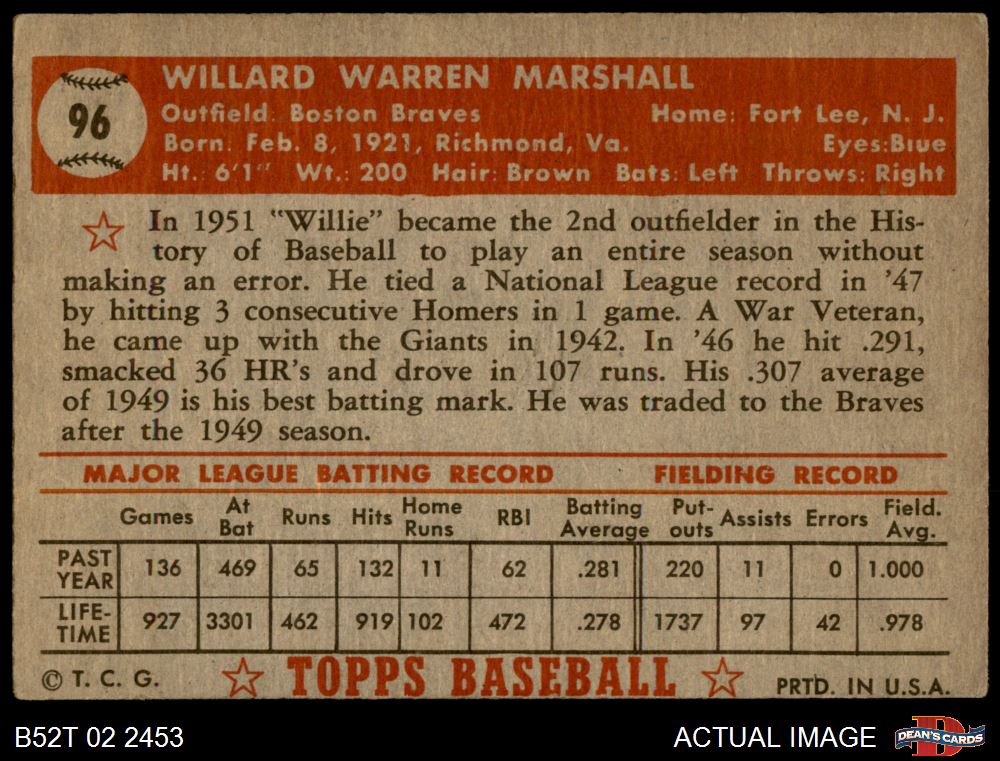 96
WILLARD WARREN MARSHALL
Outfield: Boston Braves Home: Fort Lee, N. J.
Born: Feb. 8, 1921, Richmond, Va. Eyes:Blue
Ht.: 6'1" Wt.: 200 Hair: Brown Bats: Left Throws: Right
In 1951 "Willie" became the 2nd outfielder in the His-
tory of Baseball to play an entire season without
making an error. He tied a National League record in '47
by hitting 3 consecutive Homers in 1 game. A War Veteran,
he came up with the Giants in 1942. In '46 he hit .291,
smacked 36 HR's and drove in 107 runs. His .307 average
of 1949 is his best batting mark. He was traded to the Braves
after the 1949 season.
MAJOR LEAGUE BATTING RECORD FIELDING RECORD
Games At Bat Runs Hits Home Runs RBI Batting Average Put-outs Assists Errors Field. Avg.
PAST YEAR 136 469 65 132 11 62 .281 220 11 0 1.000
LIFE-TIME 927 3301 462 919 102 472 .278 1737 97 42 .978
© T. C. G. TOPPS BASEBALL PRTD. IN U.S.A.
B52T 02 2453 ACTUAL IMAGE DEAN'S CARDS